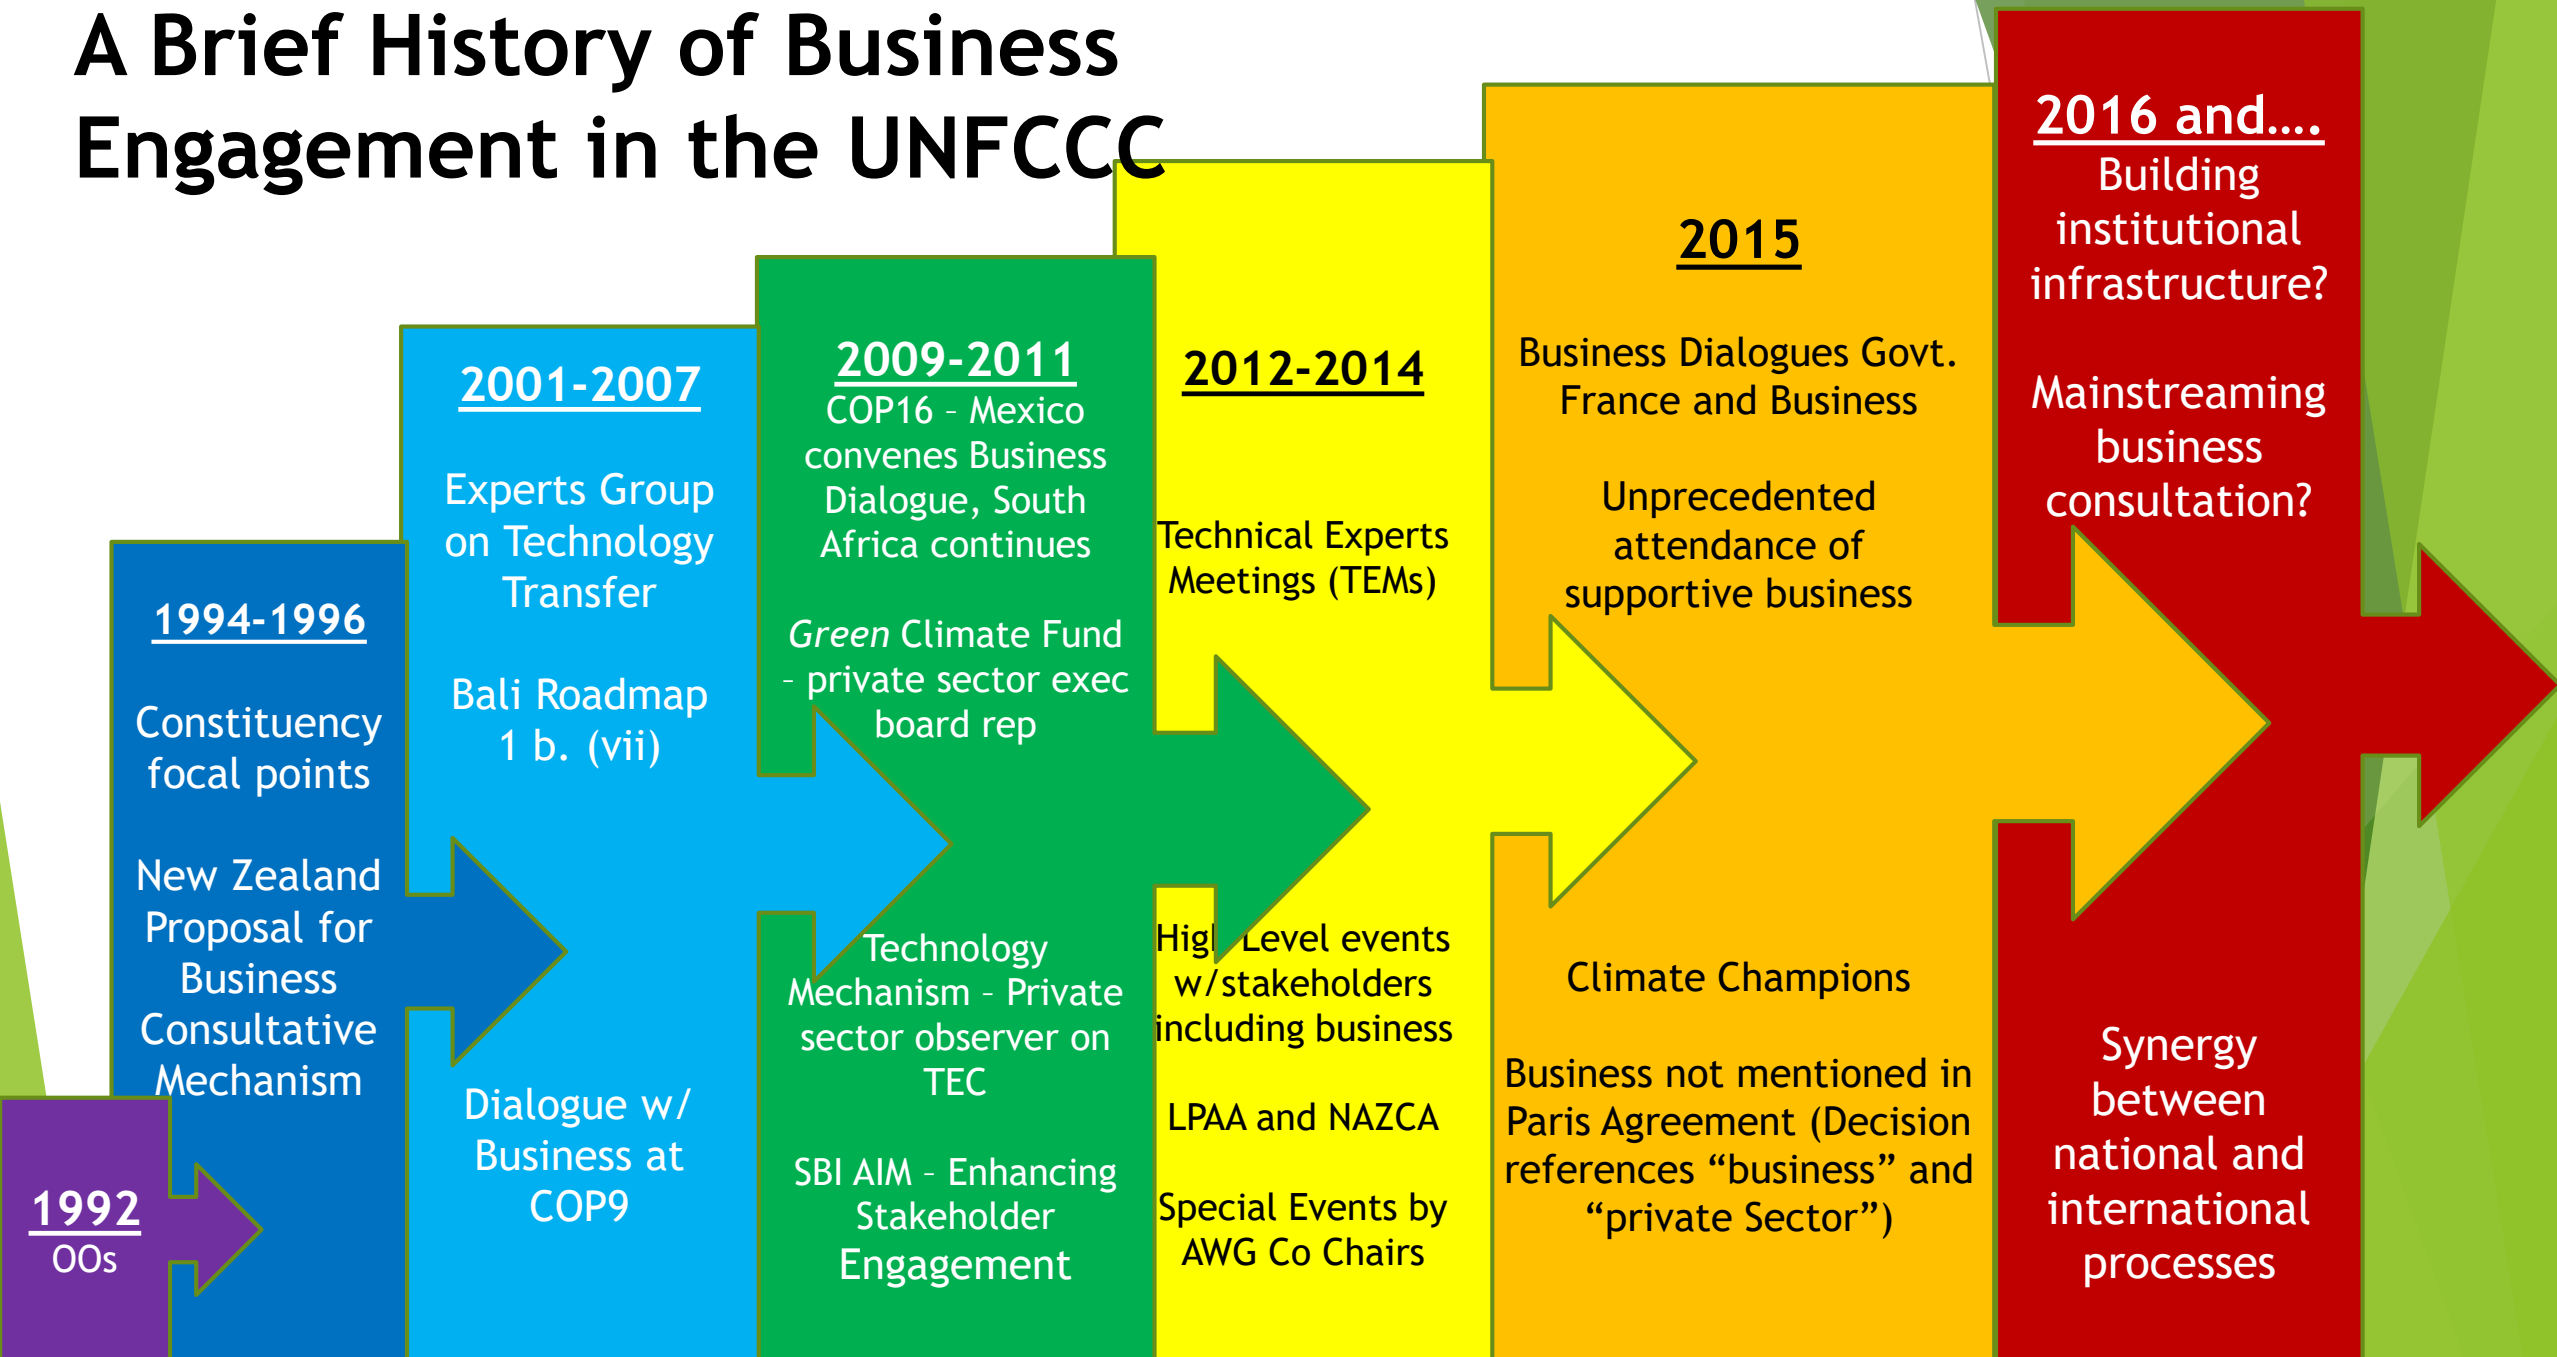 A Brief History of Business
Engagement in the UNFCCC
1992
OOs
1994-1996
Constituency
focal points
New Zealand
Proposal for
Business
Consultative
Mechanism
2001-2007
Experts Group
on Technology
Transfer
Bali Roadmap
1 b. (vii)
Dialogue w/
Business at
COP9
2009-2011
COP16 – Mexico
convenes Business
Dialogue, South
Africa continues
Green Climate Fund
– private sector exec
board rep
Technology
Mechanism – Private
sector observer on
TEC
SBI AIM – Enhancing
Stakeholder
Engagement
2012-2014
Technical Experts
Meetings (TEMs)
High Level events
w/stakeholders
including business
LPAA and NAZCA
Special Events by
AWG Co Chairs
2015
Business Dialogues Govt.
France and Business
Unprecedented
attendance of
supportive business
Climate Champions
Business not mentioned in
Paris Agreement (Decision
references “business” and
“private Sector”)
2016 and….
Building
institutional
infrastructure?
Mainstreaming
business
consultation?
Synergy
between
national and
international
processes